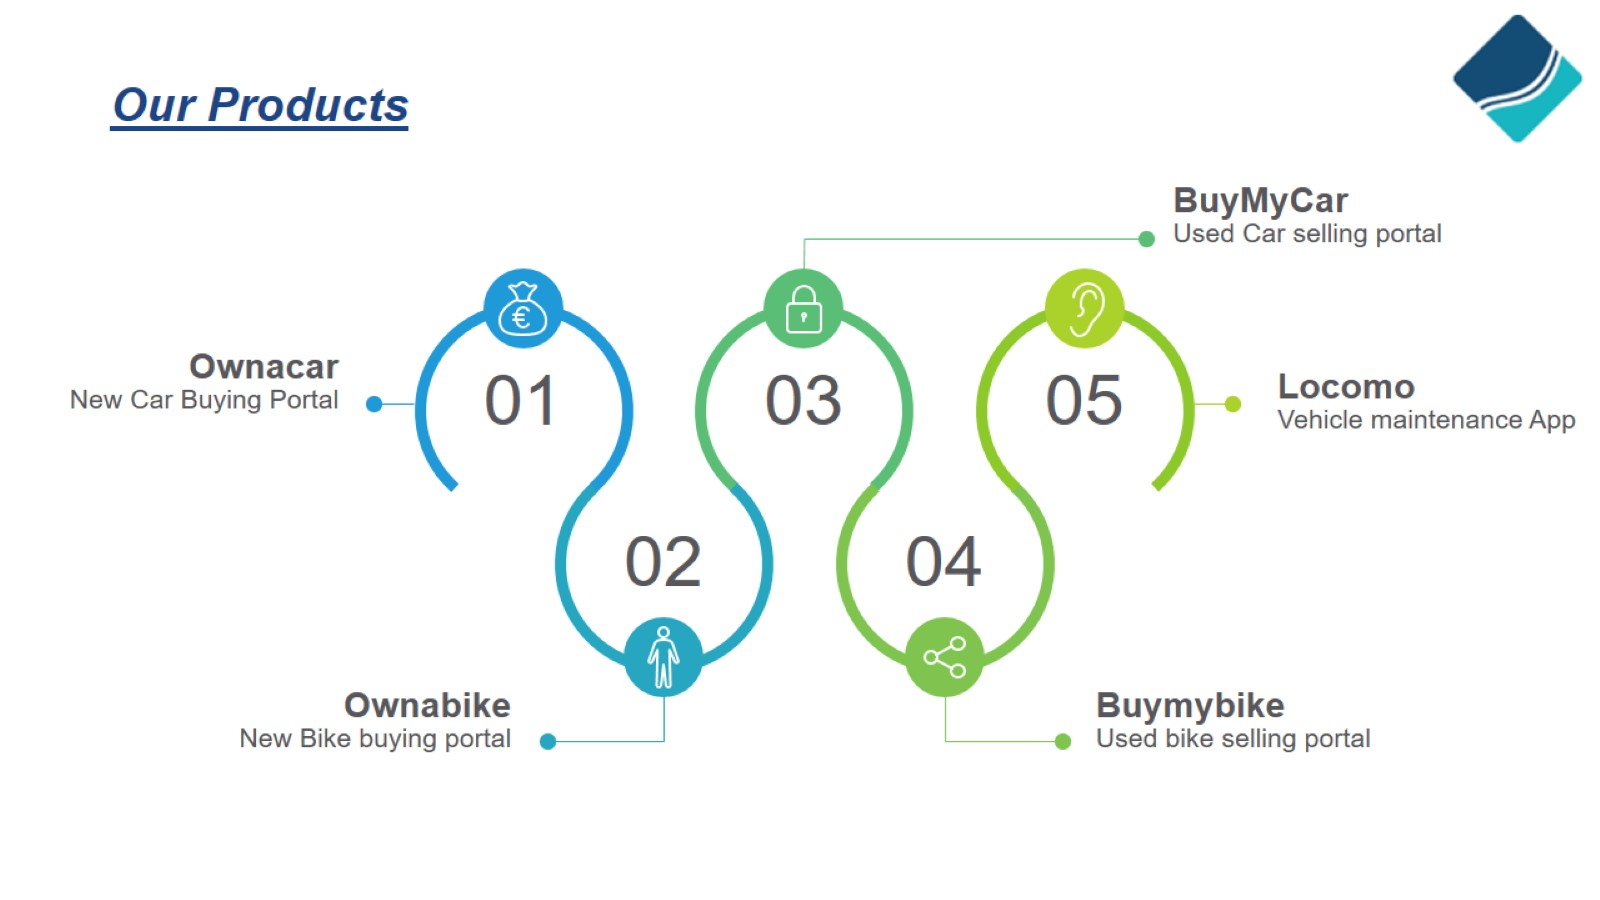 Our Products
BuyMyCar
Used Car selling portal
€
Ownacar
New Car Buying Portal
01
03
05
Locomo
Vehicle maintenance App
02
04
Ownabike
New Bike buying portal
Buymybike
Used bike selling portal